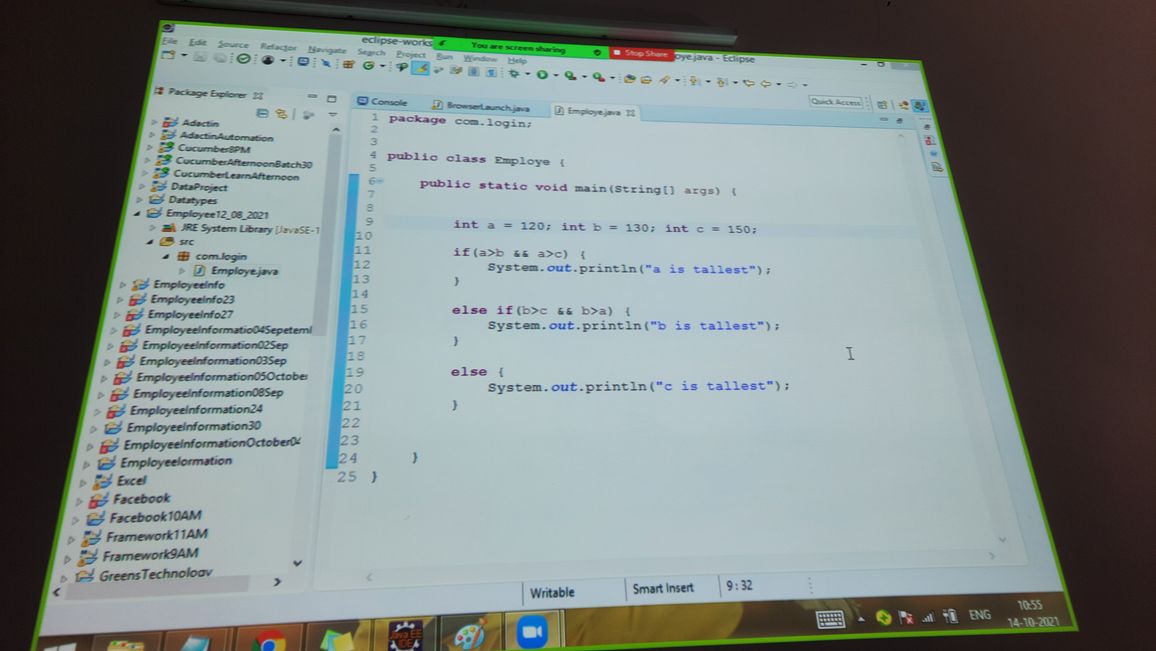 eclipse-works
You are screen sharing
Stop Share
oye.java - Eclipse
File Edit Source Refactor Navigate Search Project Run Window Help
Quick Access
Package Explorer
Console
BrowserLaunch.java
Employe.java
Adactin
AdactinAutomation
Cucumber8PM
CucumberAfternoonBatch30
CucumberLearnAfternoon
DataProject
Datatypes
Employee12_08_2021
JRE System Library [JavaSE-1
src
com.login
Employe.java
EmployeeInfo
EmployeeInfo23
EmployeeInfo27
EmployeeInformatio04Sepeteml
EmployeeInformation02Sep
EmployeeInformation03Sep
EmployeeInformation05October
EmployeeInformation08Sep
EmployeeInformation24
EmployeeInformation30
EmployeeInformationOctober04
EmployeeIormation
Excel
Facebook
Facebook10AM
Framework11AM
Framework9AM
GreensTechnology
1 package com.login;
2
3
4 public class Employe {
5
6 public static void main(String[] args) {
7
8
9 int a = 120; int b = 130; int c = 150;
10
11 if(a>b && a>c) {
12 System.out.println("a is tallest");
13 }
14
15 else if(b>c && b>a) {
16 System.out.println("b is tallest");
17 }
18
19 else {
20 System.out.println("c is tallest");
21 }
22
23
24 }
25 }
Writable
Smart Insert
9:32
Java EE
IDE
ENG
10:55
14-10-2021